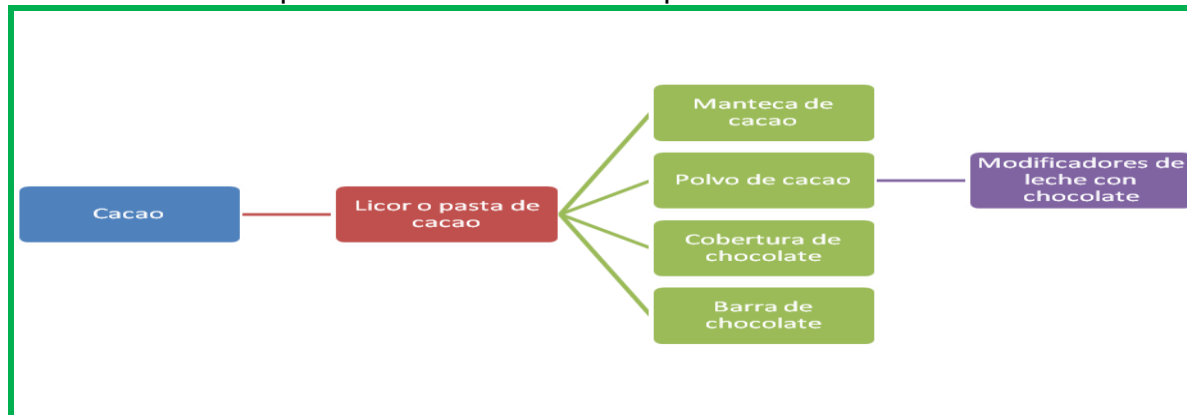 Cacao
Licor o pasta de
cacao
Manteca de
cacao
Polvo de cacao
Cobertura de
chocolate
Barra de
chocolate
Modificadores de
leche con
chocolate